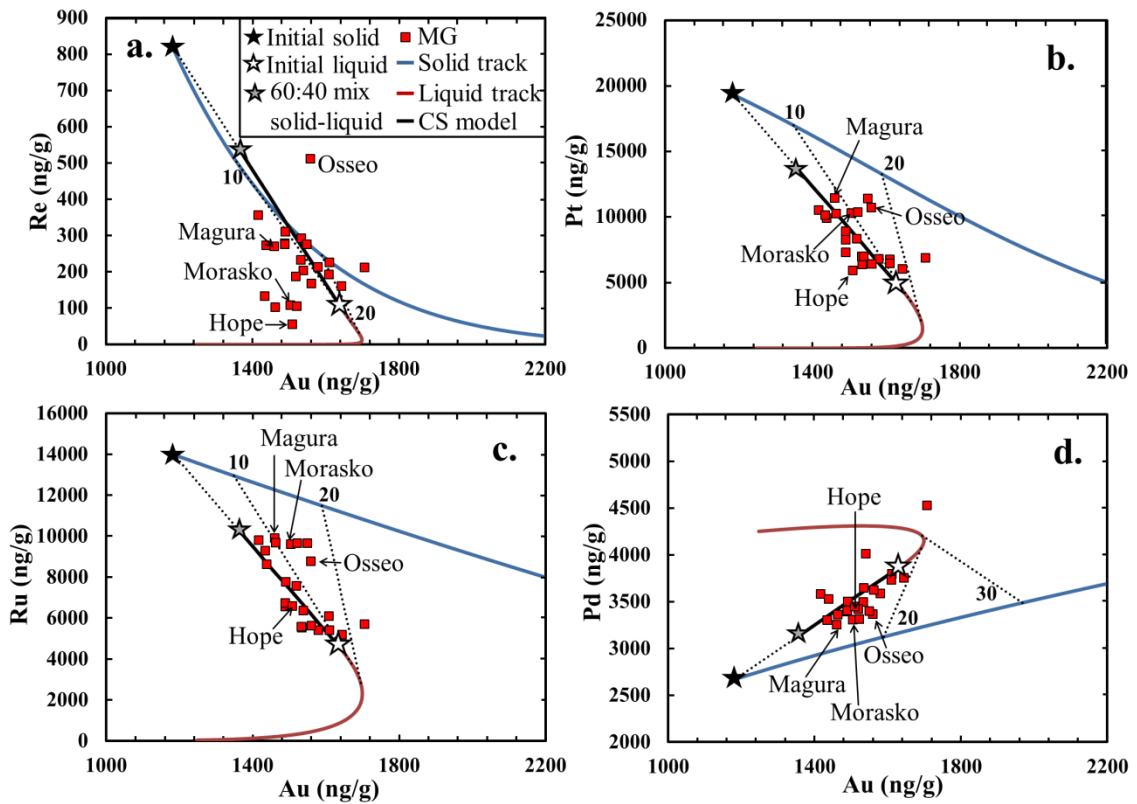 a.
Re (ng/g)
900
800
700
600
500
400
300
200
100
0
1000 1400 1800 2200
Au (ng/g)
Initial solid
MG
Initial liquid
Solid track
60:40 mix
solid-liquid
Liquid track
CS model
Osseo
10
Magura
Morasko
Hope
20
b.
Pt (ng/g)
25000
20000
15000
10000
5000
0
1000 1400 1800 2200
Au (ng/g)
10
Magura
20
Osseo
Morasko
Hope
c.
Ru (ng/g)
16000
14000
12000
10000
8000
6000
4000
2000
0
1000 1400 1800 2200
Au (ng/g)
Magura
10
Morasko
20
Osseo
Hope
d.
Pd (ng/g)
5500
5000
4500
4000
3500
3000
2500
2000
1000 1400 1800 2200
Au (ng/g)
Hope
30
20
Osseo
Magura
Morasko